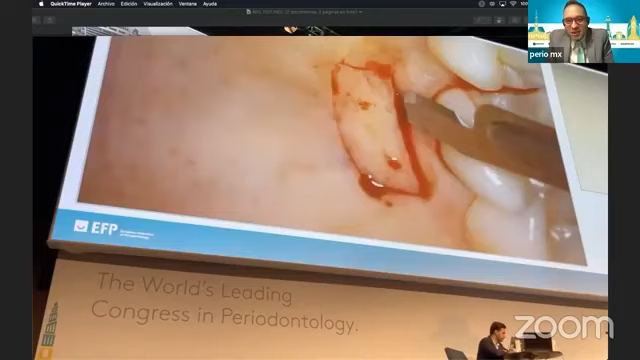 QuickTime Player Archivo Edición Visualización Ventana Ayuda
perio mx
EFP
The World's Leading
Congress in Periodontology.
zoom